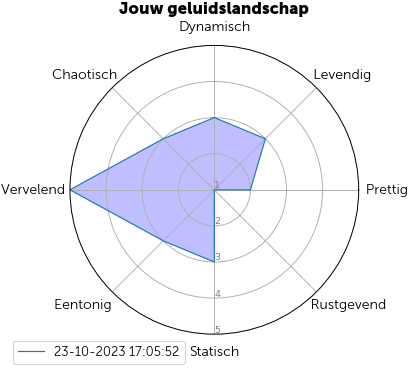 Jouw geluidslandschap
Dynamisch
Chaotisch
Levendig
Vervelend
1
Prettig
2
3
4
Eentonig
Rustgevend
5
23-10-2023 17:05:52
Statisch